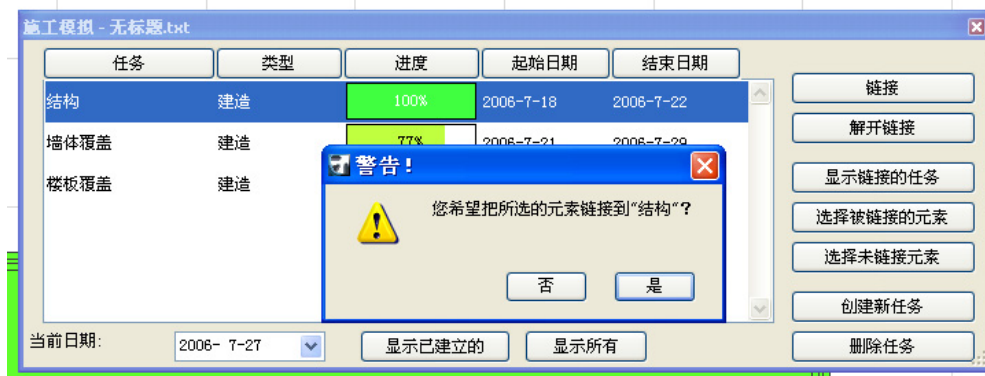 施工模拟 - 无标题.txt
任务 类型 进度 起始日期 结束日期
结构 建造 100% 2006-7-18 2006-7-22
墙体覆盖 建造 77% 2006-7-21 2006-7-29
楼板覆盖 建造
警告!
您希望把所选的元素链接到“结构”?
否 是
链接
解开链接
显示链接的任务
选择被链接的元素
选择未链接元素
创建新任务
删除任务
当前日期: 2006- 7-27 显示已建立的 显示所有